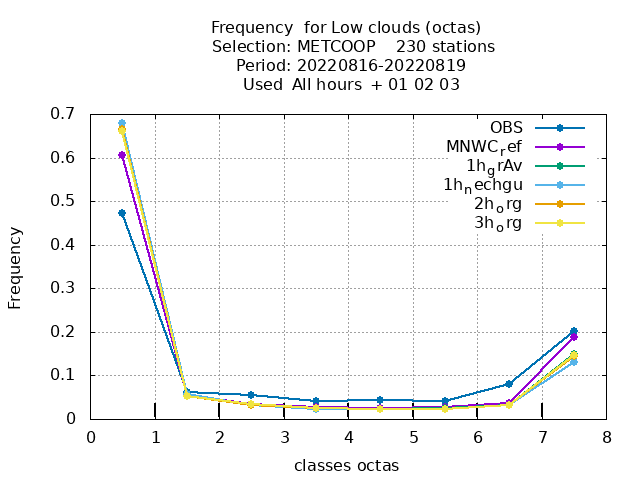 Frequency  for Low clouds (octas)
Selection: METCOOP    230 stations
Period: 20220816-20220819
Used  All hours  + 01 02 03
0.7
0.6
0.5
0.4
0.3
0.2
0.1
0
Frequency
OBS
MNWC_ref
1h_grAv
1h_nechgu
2h_org
3h_org
0 1 2 3 4 5 6 7 8
classes octas